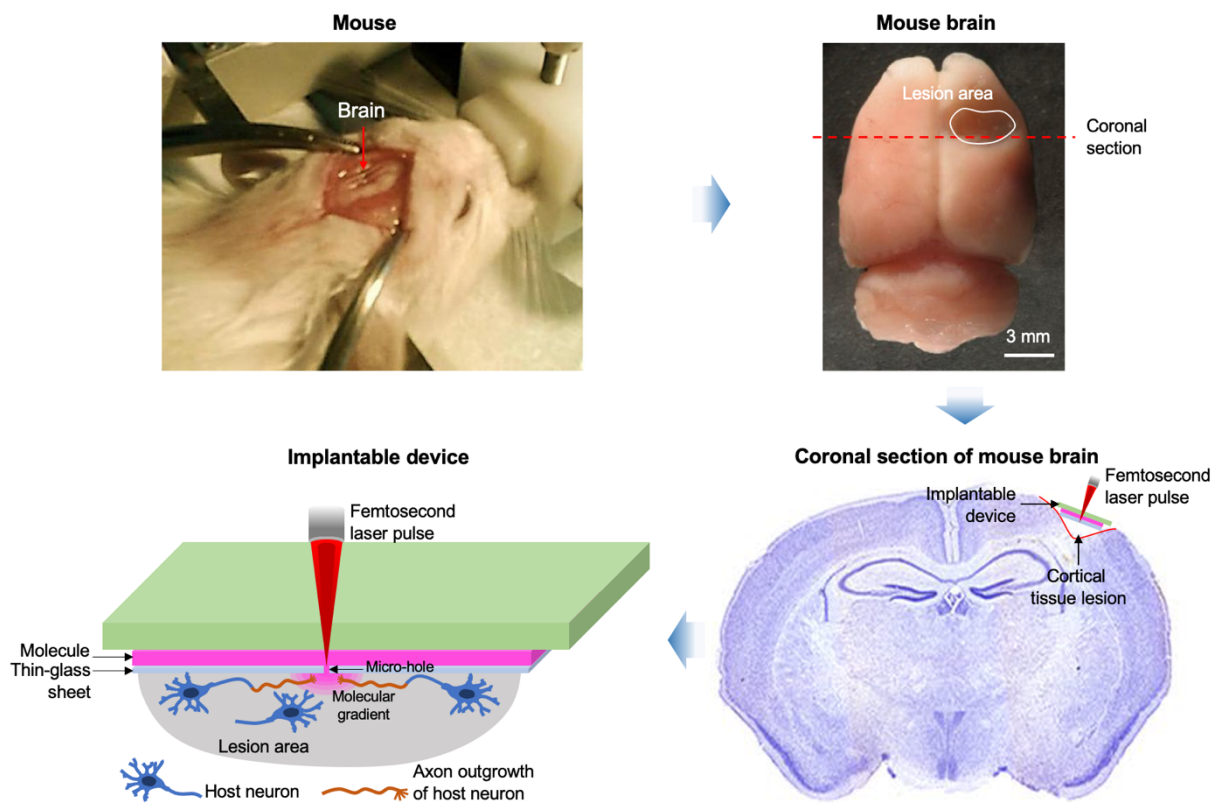 Mouse
Brain
Mouse brain
Lesion area
Coronal
section
3 mm
Implantable device
Femtosecond
laser pulse
Molecule
Thin-glass
sheet
Micro-hole
Molecular
gradient
Lesion area
Host neuron
Axon outgrowth
of host neuron
Coronal section of mouse brain
Implantable
device
Femtosecond
laser pulse
Cortical
tissue lesion